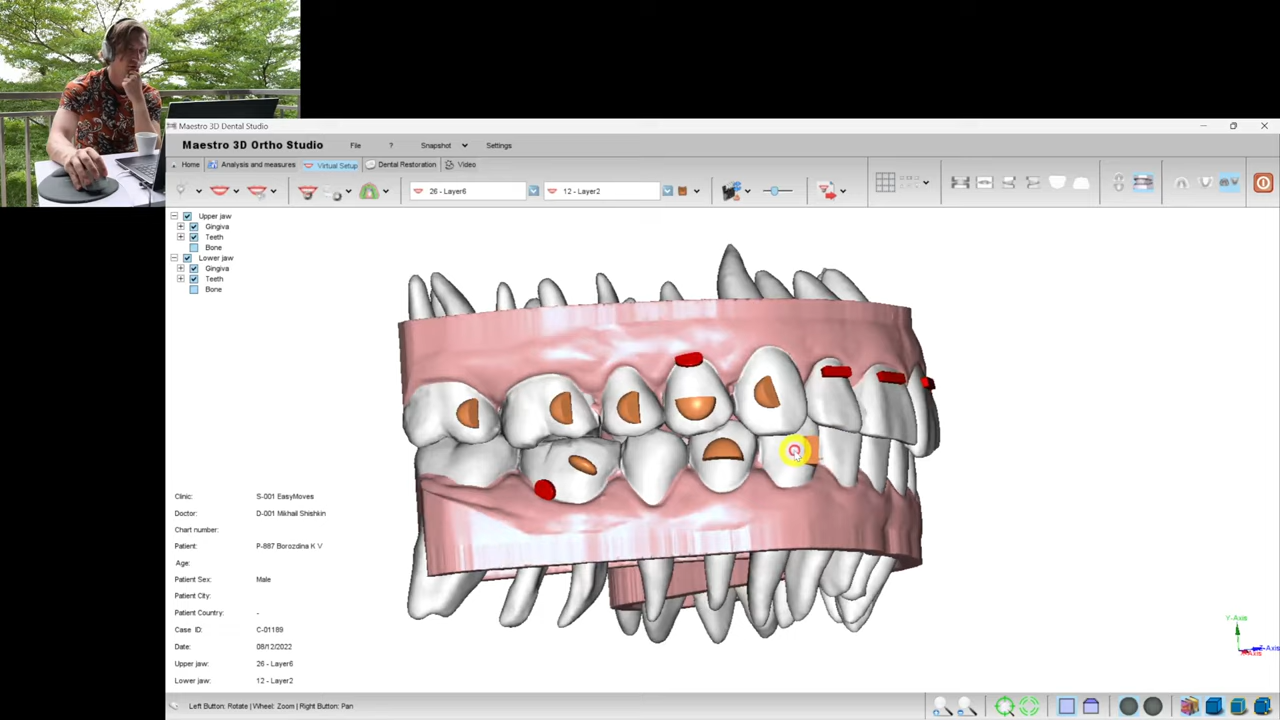 Maestro 3D Dental Studio
Maestro 3D Ortho Studio
File
?
Snapshot
Settings
Home
Analysis and measures
Virtual Setup
Dental Restoration
Video
26 - Layer6
12 - Layer2
Upper jaw
Gingiva
Teeth
Bone
Lower jaw
Gingiva
Teeth
Bone
Clinic: S-001 EasyMoves
Doctor: D-001 Mikhail Shishkin
Chart number:
Patient: P-887 Borozdina K V
Age:
Patient Sex: Male
Patient City:
Patient Country: -
Case ID: C-01189
Date: 08/12/2022
Upper jaw: 26 - Layer6
Lower jaw: 12 - Layer2
Y-Axis
Z-Axis
X-Axis
Left Button: Rotate | Wheel: Zoom | Right Button: Pan